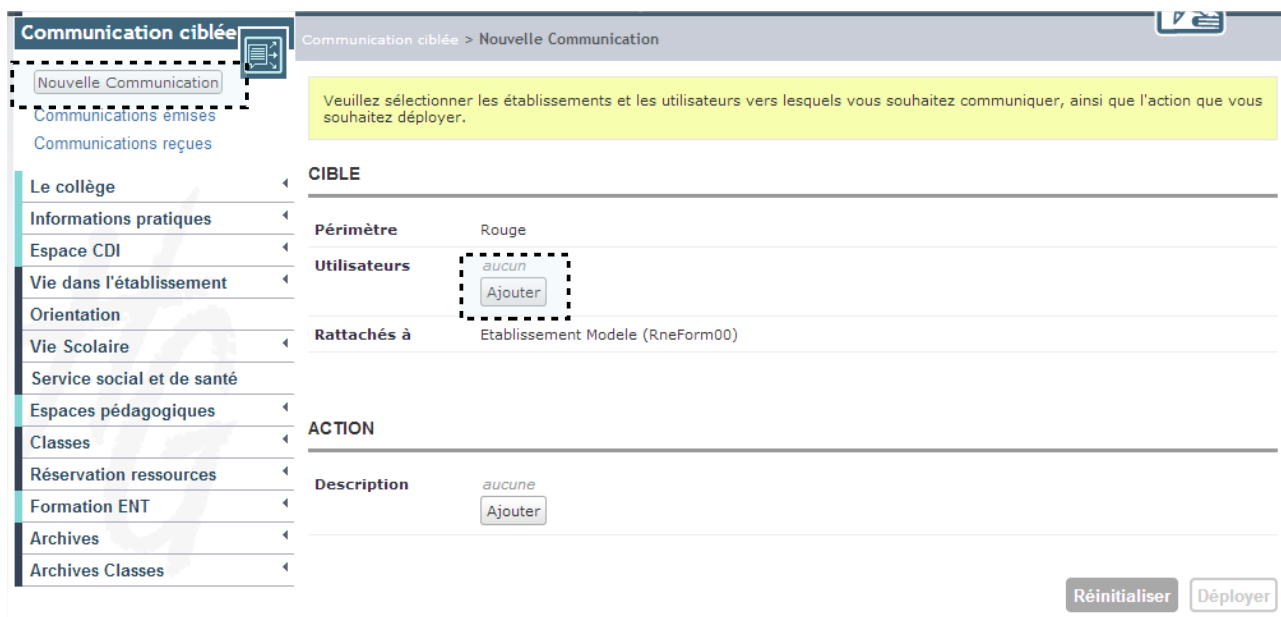 Communication ciblée
Nouvelle Communication
Communications émises
Communications reçues
Le collège
Informations pratiques
Espace CDI
Vie dans l'établissement
Orientation
Vie Scolaire
Service social et de santé
Espaces pédagogiques
Classes
Réservation ressources
Formation ENT
Archives
Archives Classes
Communication ciblée > Nouvelle Communication
Veuillez sélectionner les établissements et les utilisateurs vers lesquels vous souhaitez communiquer, ainsi que l'action que vous
souhaitez déployer.
CIBLE
Périmètre Rouge
Utilisateurs aucun
Ajouter
Rattachés à Etablissement Modele (RneForm00)
ACTION
Description aucune
Ajouter
Réinitialiser Déployer